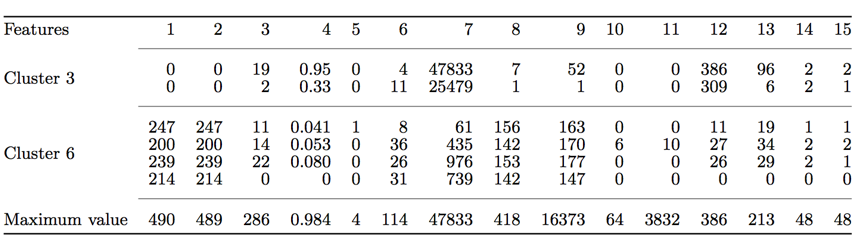 Features 1 2 3 4 5 6 7 8 9 10 11 12 13 14 15
0 0 19 0.95 0 4 47833 7 52 0 0 386 96 2 2
Cluster 3
0 0 2 0.33 0 11 25479 1 1 0 0 309 6 2 1
247 247 11 0.041 1 8 61 156 163 0 0 11 19 1 1
200 200 14 0.053 0 36 435 142 170 6 10 27 34 2 2
Cluster 6
239 239 22 0.080 0 26 976 153 177 0 0 26 29 2 1
214 214 0 0 0 31 739 142 147 0 0 0 0 0 0
Maximum value 490 489 286 0.984 4 114 47833 418 16373 64 3832 386 213 48 48